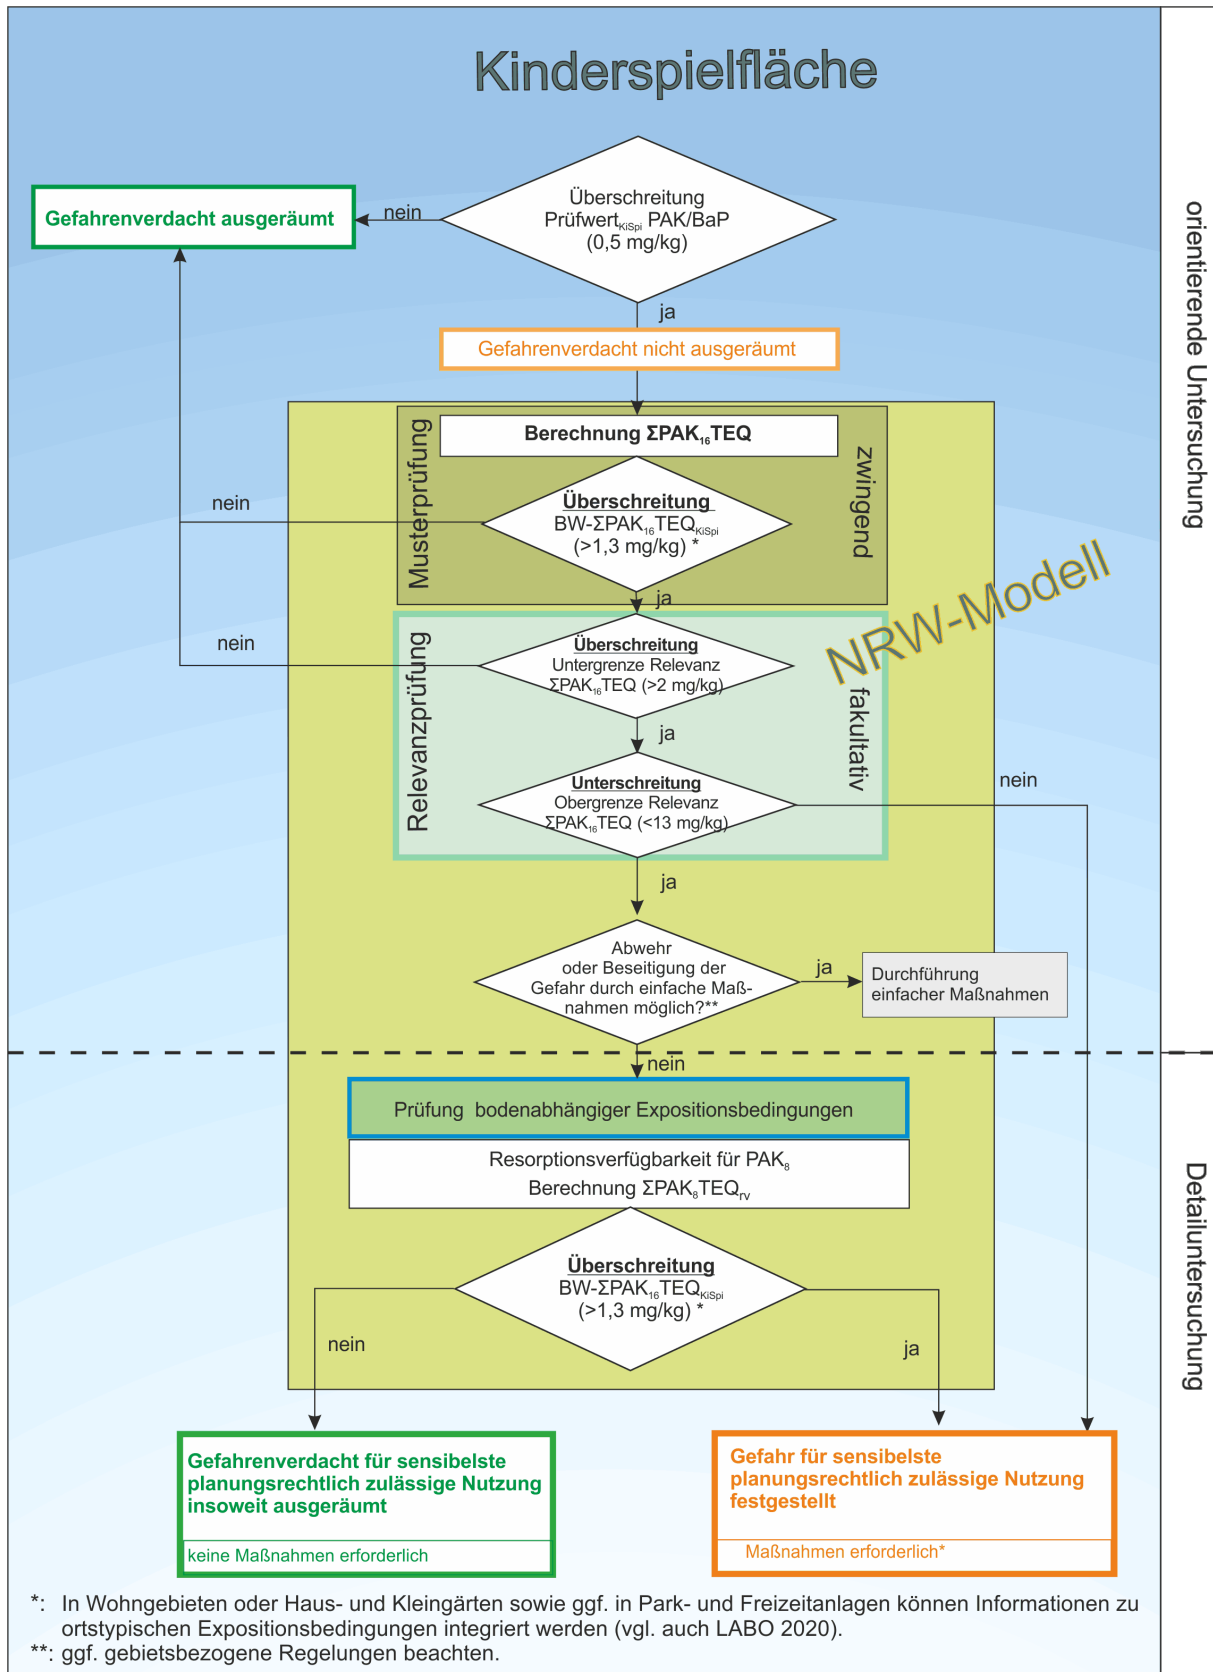 Kinderspielfläche
orientierende Untersuchung
Überschreitung
Prüfwert KiSpi PAK/BaP
(0,5 mg/kg)
nein
Gefahrenverdacht ausgeräumt
ja
Gefahrenverdacht nicht ausgeräumt
Musterprüfung
zwingend
Berechnung ΣPAK₁₆TEQ
Überschreitung
BW-ΣPAK₁₆TEQ KiSpi
(>1,3 mg/kg) *
nein
ja
NRW-Modell
Relevanzprüfung
fakultativ
Überschreitung
Untergrenze Relevanz
ΣPAK₁₆TEQ (>2 mg/kg)
nein
ja
Unterschreitung
Obergrenze Relevanz
ΣPAK₁₆TEQ (<13 mg/kg)
nein
ja
Abwehr
oder Beseitigung der
Gefahr durch einfache Maß-
nahmen möglich?**
ja
Durchführung
einfacher Maßnahmen
nein
Detailuntersuchung
Prüfung bodenabhängiger Expositionsbedingungen
Resorptionsverfügbarkeit für PAK₈
Berechnung ΣPAK₈TEQrv
Überschreitung
BW-ΣPAK₁₆TEQ KiSpi
(>1,3 mg/kg) *
nein
ja
Gefahrenverdacht für sensibelste
planungsrechtlich zulässige Nutzung
insoweit ausgeräumt
keine Maßnahmen erforderlich
Gefahr für sensibelste
planungsrechtlich zulässige Nutzung
festgestellt
Maßnahmen erforderlich*
*: In Wohngebieten oder Haus- und Kleingärten sowie ggf. in Park- und Freizeitanlagen können Informationen zu
ortstypischen Expositionsbedingungen integriert werden (vgl. auch LABO 2020).
**: ggf. gebietsbezogene Regelungen beachten.